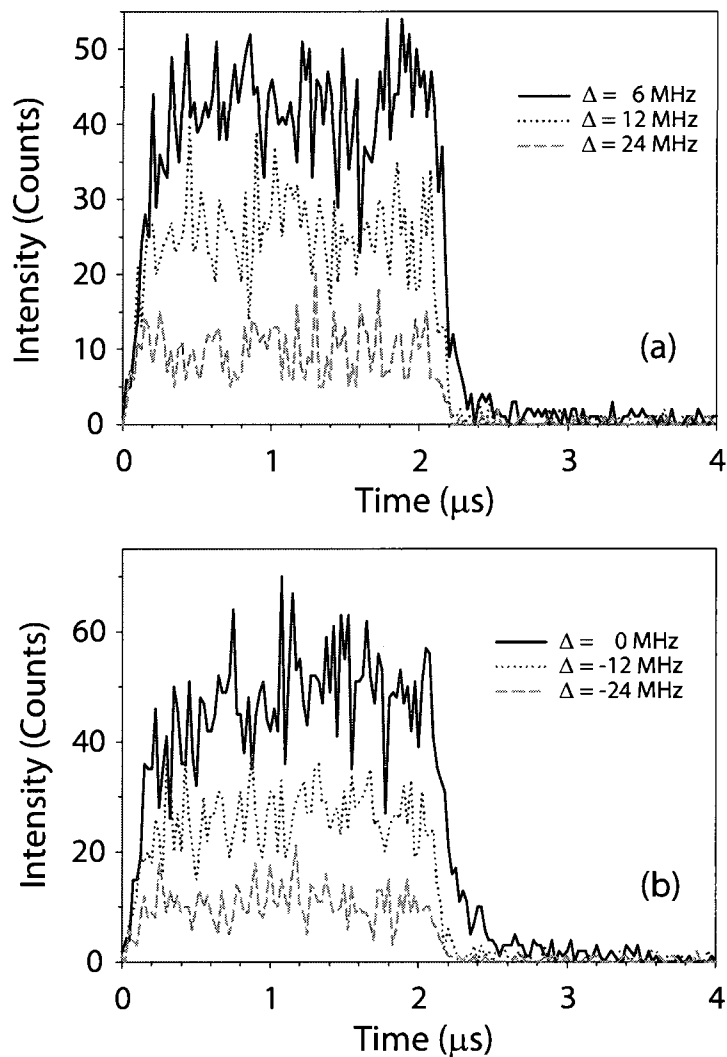 50
40
30
20
10
0
Intensity (Counts)
Δ = 6 MHz
Δ = 12 MHz
Δ = 24 MHz
(a)
0 1 2 3 4
Time (μs)
60
40
20
0
Intensity (Counts)
Δ = 0 MHz
Δ = -12 MHz
Δ = -24 MHz
(b)
0 1 2 3 4
Time (μs)